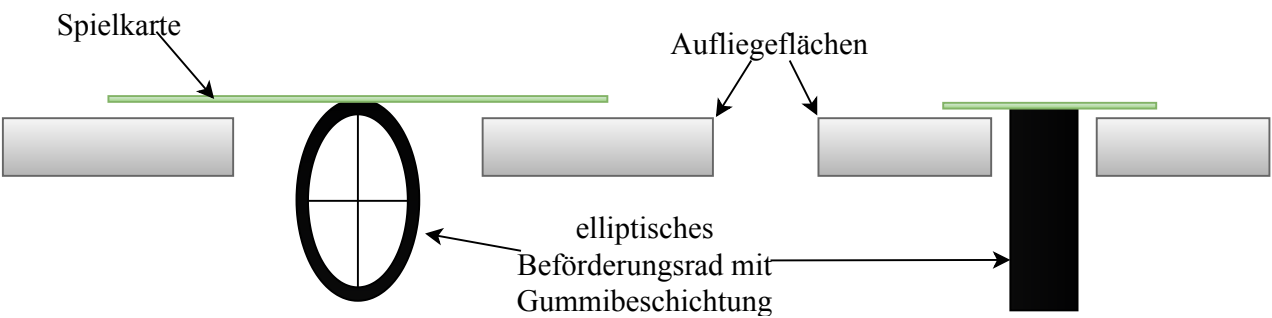 Spielkarte
Aufliegeflächen
elliptisches
Beförderungsrad mit
Gummibeschichtung